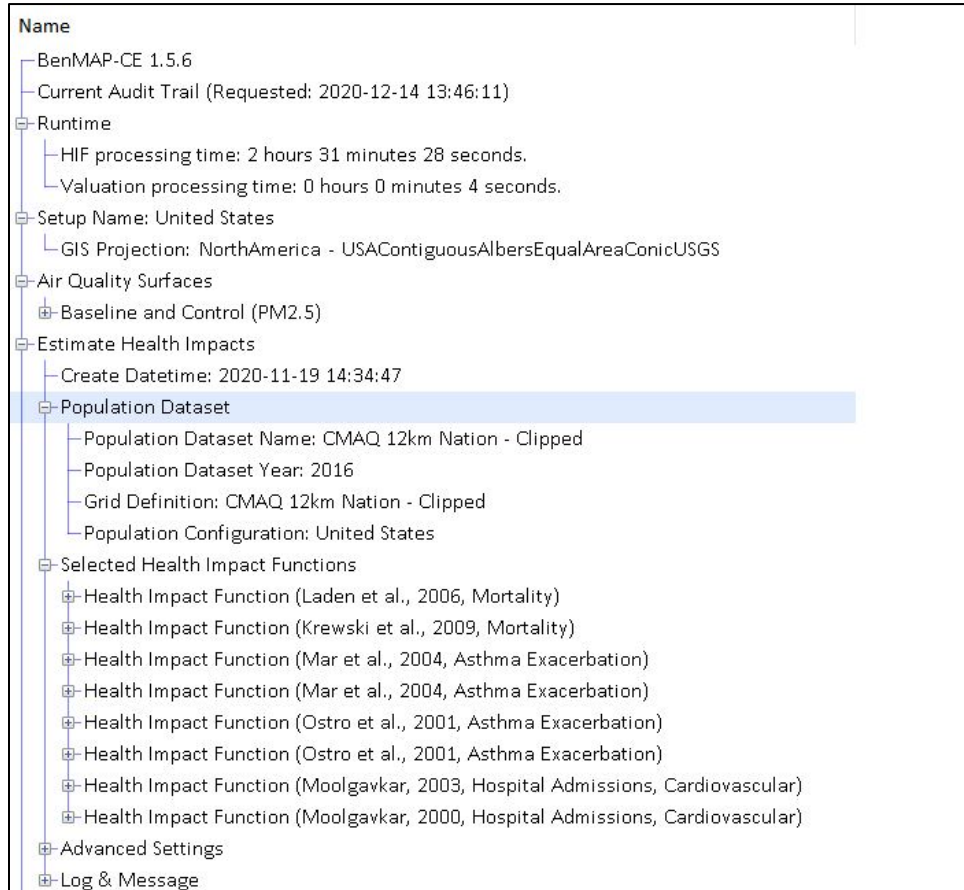 Name
BenMAP-CE 1.5.6
Current Audit Trail (Requested: 2020-12-14 13:46:11)
Runtime
HIF processing time: 2 hours 31 minutes 28 seconds.
Valuation processing time: 0 hours 0 minutes 4 seconds.
Setup Name: United States
GIS Projection: NorthAmerica - USAContiguousAlbersEqualAreaConicUSGS
Air Quality Surfaces
Baseline and Control (PM2.5)
Estimate Health Impacts
Create Datetime: 2020-11-19 14:34:47
Population Dataset
Population Dataset Name: CMAQ 12km Nation - Clipped
Population Dataset Year: 2016
Grid Definition: CMAQ 12km Nation - Clipped
Population Configuration: United States
Selected Health Impact Functions
Health Impact Function (Laden et al., 2006, Mortality)
Health Impact Function (Krewski et al., 2009, Mortality)
Health Impact Function (Mar et al., 2004, Asthma Exacerbation)
Health Impact Function (Mar et al., 2004, Asthma Exacerbation)
Health Impact Function (Ostro et al., 2001, Asthma Exacerbation)
Health Impact Function (Ostro et al., 2001, Asthma Exacerbation)
Health Impact Function (Moolgavkar, 2003, Hospital Admissions, Cardiovascular)
Health Impact Function (Moolgavkar, 2000, Hospital Admissions, Cardiovascular)
Advanced Settings
Log & Message